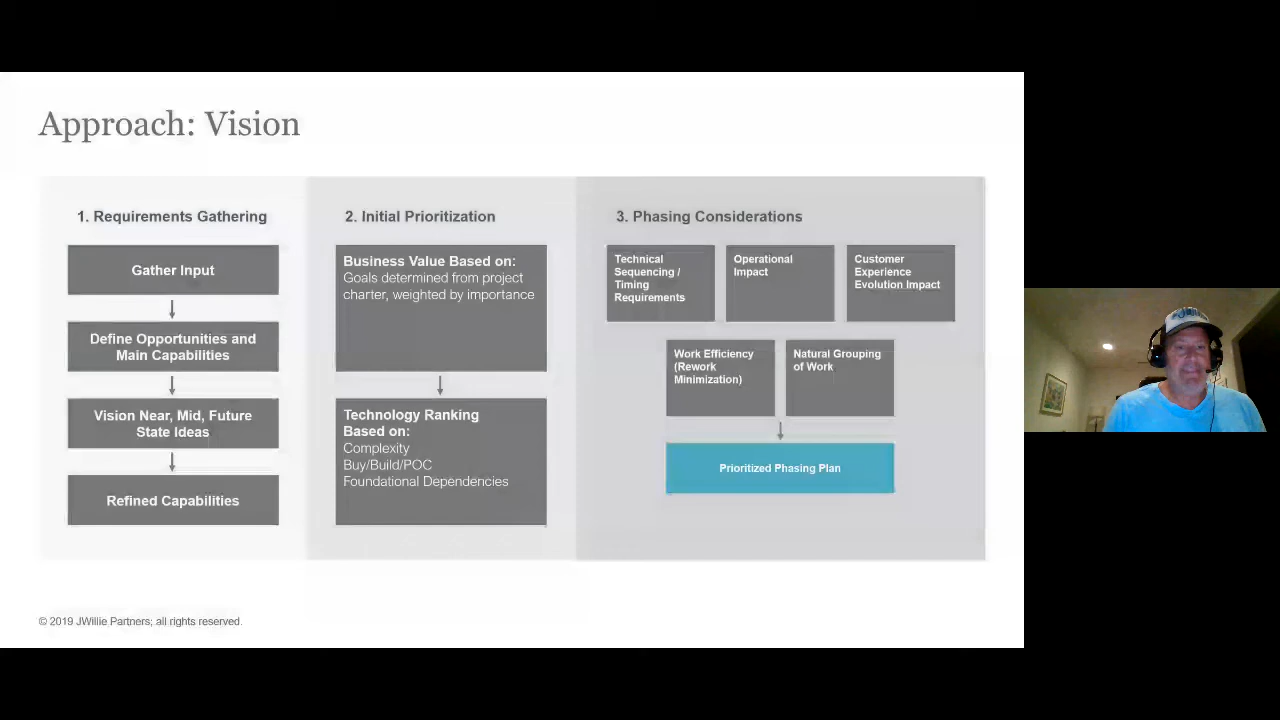 Approach: Vision
1. Requirements Gathering
Gather Input
Define Opportunities and
Main Capabilities
Vision Near, Mid, Future
State Ideas
Refined Capabilities
2. Initial Prioritization
Business Value Based on:
Goals determined from project
charter, weighted by importance
Technology Ranking
Based on:
Complexity
Buy/Build/POC
Foundational Dependencies
3. Phasing Considerations
Technical
Sequencing /
Timing
Requirements
Operational
Impact
Customer
Experience
Evolution Impact
Work Efficiency
(Rework
Minimization)
Natural Grouping
of Work
Prioritized Phasing Plan
© 2019 JWillie Partners; all rights reserved.